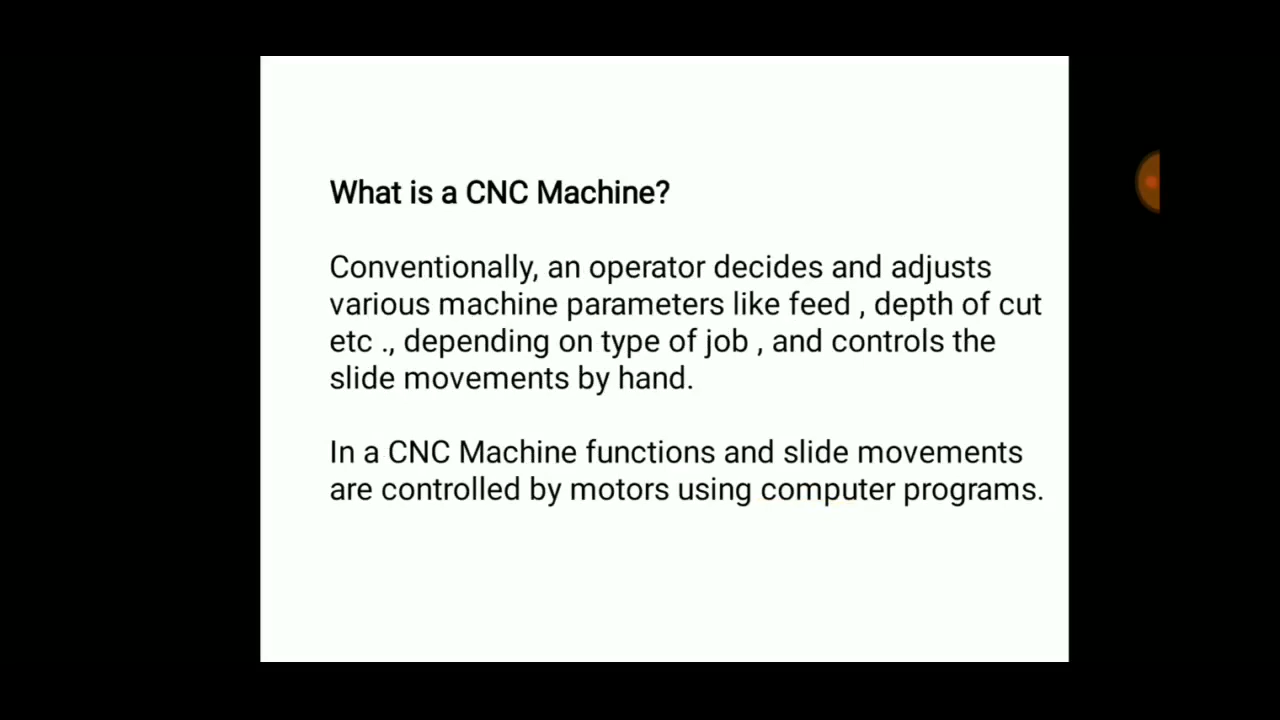 What is a CNC Machine?
Conventionally, an operator decides and adjusts
various machine parameters like feed , depth of cut
etc ., depending on type of job , and controls the
slide movements by hand.
In a CNC Machine functions and slide movements
are controlled by motors using computer programs.